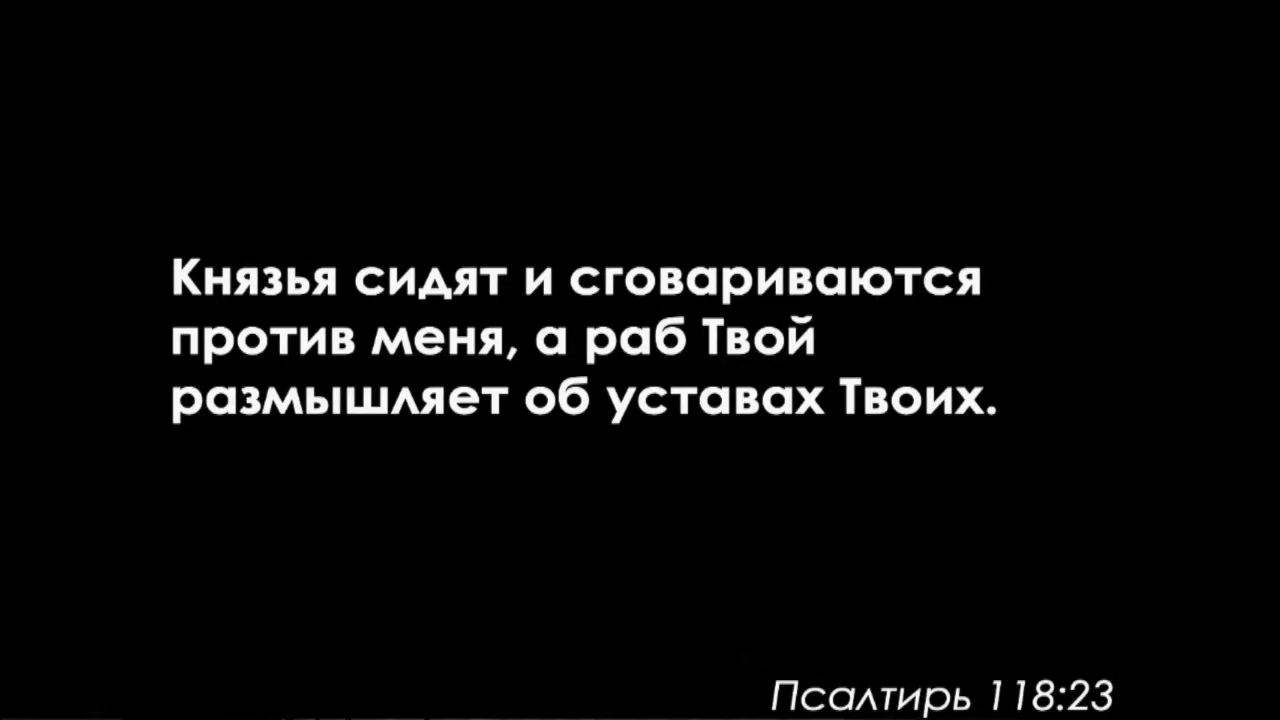 Князья сидят и сговариваются
против меня, а раб Твой
размышляет об уставах Твоих.
Псалтирь 118:23